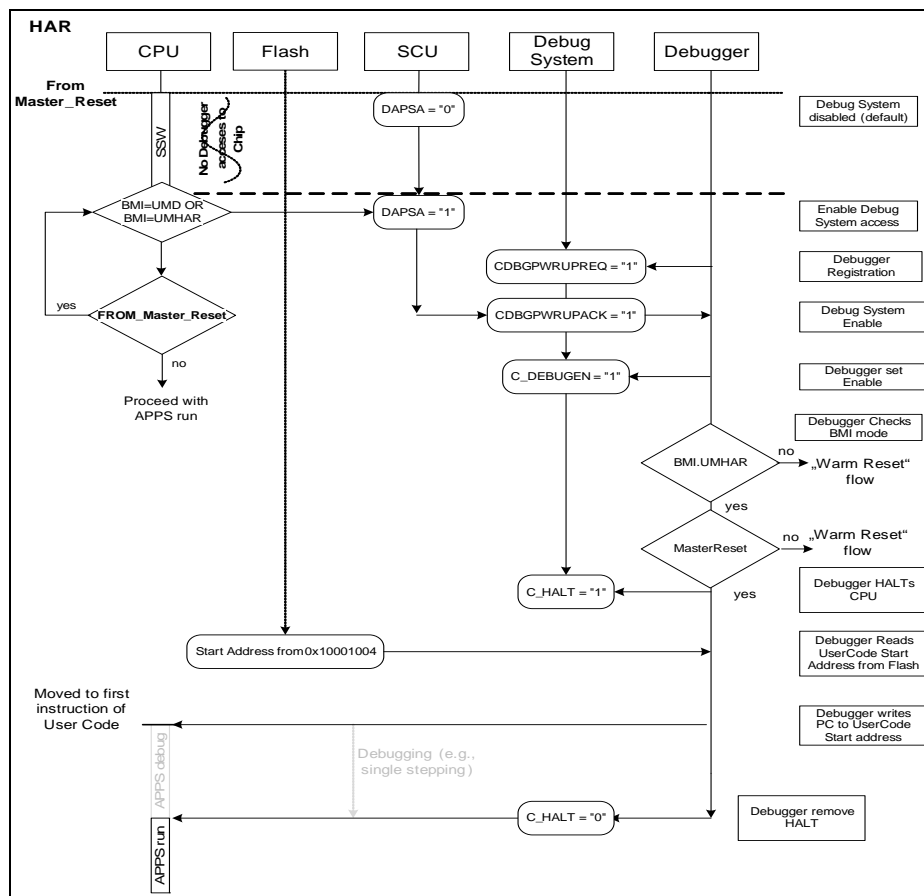 HAR
CPU
Flash
SCU
Debug
System
Debugger
From
Master_Reset
SSW
No Debugger
acceses to
Chip
DAPSA = "0"
Debug System
disabled (default)
BMI=UMD OR
BMI=UMHAR
DAPSA = "1"
Enable Debug
System access
CDBGPWRUPREQ = "1"
Debugger
Registration
yes
FROM_Master_Reset
CDBGPWRUPACK = "1"
Debug System
Enable
no
C_DEBUGEN = "1"
Debugger set
Enable
Proceed with
APPS run
Debugger Checks
BMI mode
BMI.UMHAR
no
„Warm Reset“
flow
yes
MasterReset
no
„Warm Reset“
flow
yes
C_HALT = "1"
Debugger HALTs
CPU
Start Address from 0x10001004
Debugger Reads
UserCode Start
Address from Flash
Moved to first
instruction of
User Code
Debugger writes
PC to UserCode
Start address
APPS debug
Debugging (e.g.,
single stepping)
C_HALT = "0"
Debugger remove
HALT
APPS run